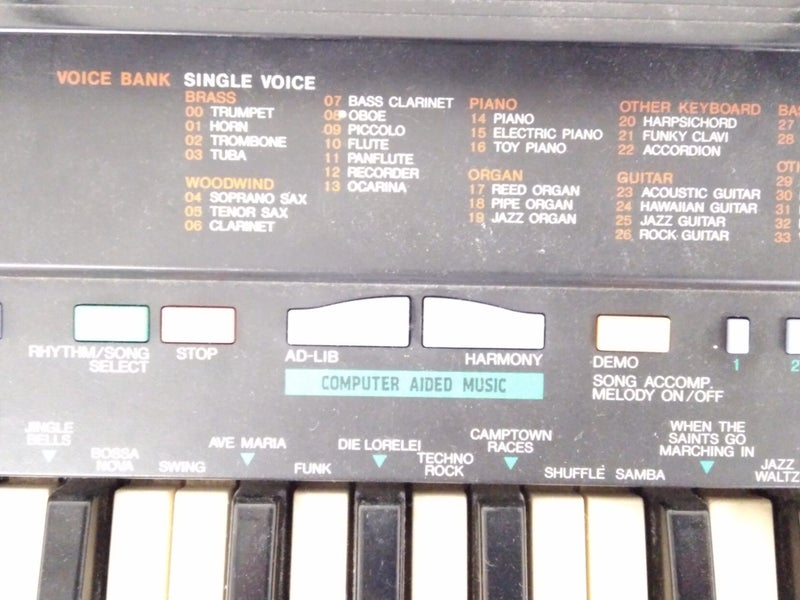 VOICE BANK SINGLE VOICE
BRASS
00 TRUMPET
01 HORN
02 TROMBONE
03 TUBA
WOODWIND
04 SOPRANO SAX
05 TENOR SAX
06 CLARINET
07 BASS CLARINET
08 OBOE
09 PICCOLO
10 FLUTE
11 PANFLUTE
12 RECORDER
13 OCARINA
PIANO
14 PIANO
15 ELECTRIC PIANO
16 TOY PIANO
ORGAN
17 REED ORGAN
18 PIPE ORGAN
19 JAZZ ORGAN
OTHER KEYBOARD
20 HARPSICHORD
21 FUNKY CLAVI
22 ACCORDION
GUITAR
23 ACOUSTIC GUITAR
24 HAWAIIAN GUITAR
25 JAZZ GUITAR
26 ROCK GUITAR
BA
27
28
OT
29
30
31
32
33
RHYTHM/SONG
SELECT
STOP
AD-LIB
HARMONY
COMPUTER AIDED MUSIC
DEMO
SONG ACCOMP.
MELODY ON/OFF
1
2
JINGLE
BELLS
BOSSA
NOVA
SWING
AVE MARIA
FUNK
DIE LORELEI
TECHNO
ROCK
CAMPTOWN
RACES
SHUFFLE
SAMBA
WHEN THE
SAINTS GO
MARCHING IN
JAZZ
WALTZ